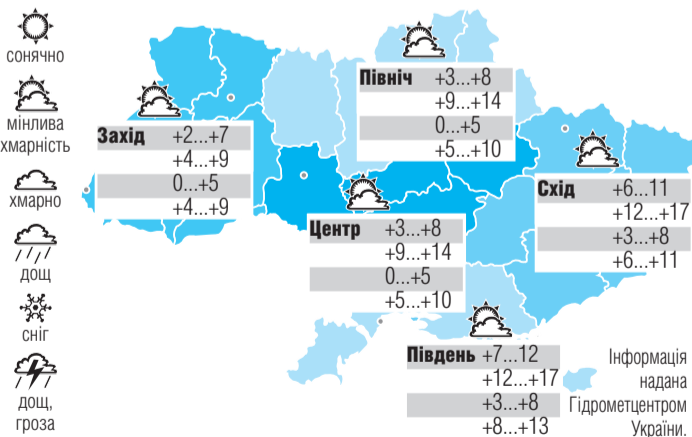 сонячно
мінлива
хмарність
хмарно
дощ
сніг
дощ,
гроза
Північ +3...+8
+9...+14
0...+5
+5...+10
Захід +2...+7
+4...+9
0...+5
+4...+9
Схід +6...11
+12...+17
+3...+8
+6...+11
Центр +3...+8
+9...+14
0...+5
+5...+10
Південь +7...12
+12...+17
+3...+8
+8...+13
Інформація
надана
Гідрометцентром
України.